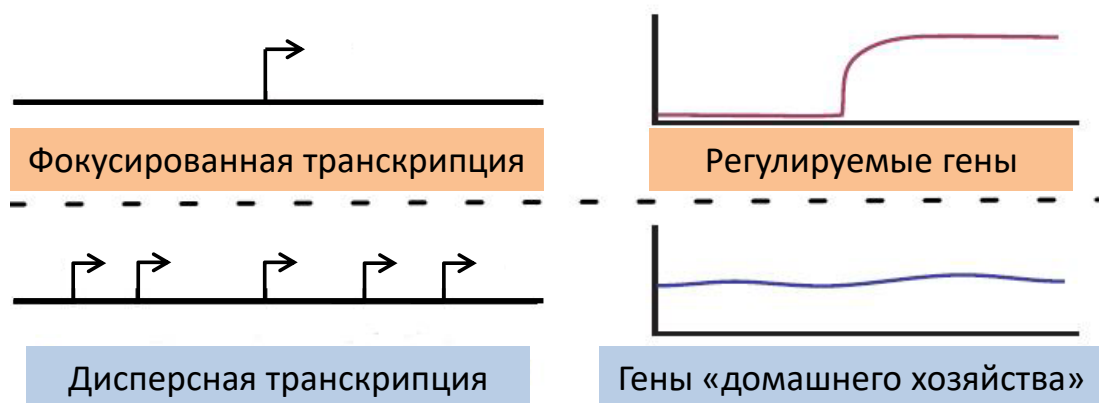 Фокусированная транскрипция
Регулируемые гены
Дисперсная транскрипция
Гены «домашнего хозяйства»